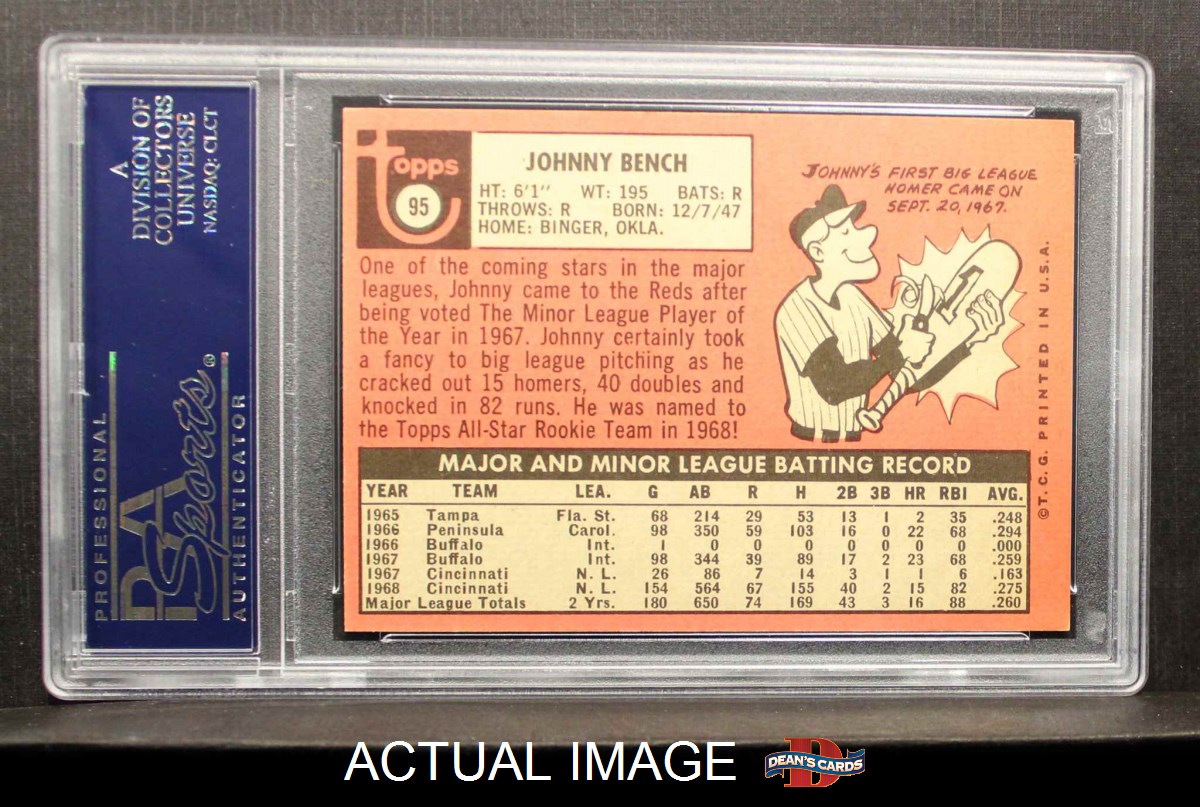 A
DIVISION OF
COLLECTORS
UNIVERSE
NASDAQ: CLCT
PROFESSIONAL
PSA
Sports®
AUTHENTICATOR
topps
95
JOHNNY BENCH
HT: 6'1" WT: 195 BATS: R
THROWS: R BORN: 12/7/47
HOME: BINGER, OKLA.
One of the coming stars in the major
leagues, Johnny came to the Reds after
being voted The Minor League Player of
the Year in 1967. Johnny certainly took
a fancy to big league pitching as he
cracked out 15 homers, 40 doubles and
knocked in 82 runs. He was named to
the Topps All-Star Rookie Team in 1968!
JOHNNY'S FIRST BIG LEAGUE
HOMER CAME ON
SEPT. 20, 1967.
1
©T.C.G. PRINTED IN U.S.A.
MAJOR AND MINOR LEAGUE BATTING RECORD
YEAR TEAM LEA. G AB R H 2B 3B HR RBI AVG.
1965 Tampa Fla. St. 68 214 29 53 13 1 2 35 .248
1966 Peninsula Carol. 98 350 59 103 16 0 22 68 .294
1966 Buffalo Int. 1 0 0 0 0 0 0 0 .000
1967 Buffalo Int. 98 344 39 89 17 2 23 68 .259
1967 Cincinnati N. L. 26 86 7 14 3 1 1 6 .163
1968 Cincinnati N. L. 154 564 67 155 40 2 15 82 .275
Major League Totals 2 Yrs. 180 650 74 169 43 3 16 88 .260
ACTUAL IMAGE
D
DEAN'S CARDS